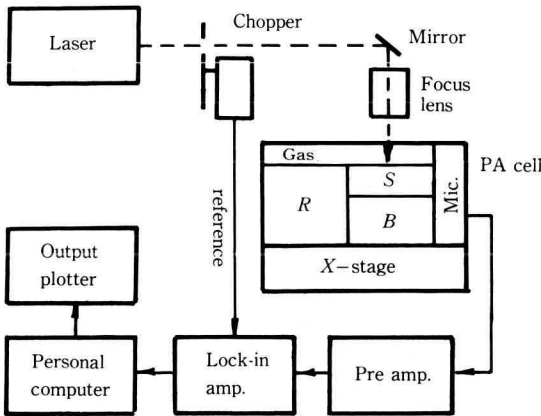 Laser
Chopper
Mirror
Focus
lens
Gas
S
R
B
Mic.
PA cell
X-stage
reference
Output
plotter
Personal
computer
Lock-in
amp.
Pre amp.